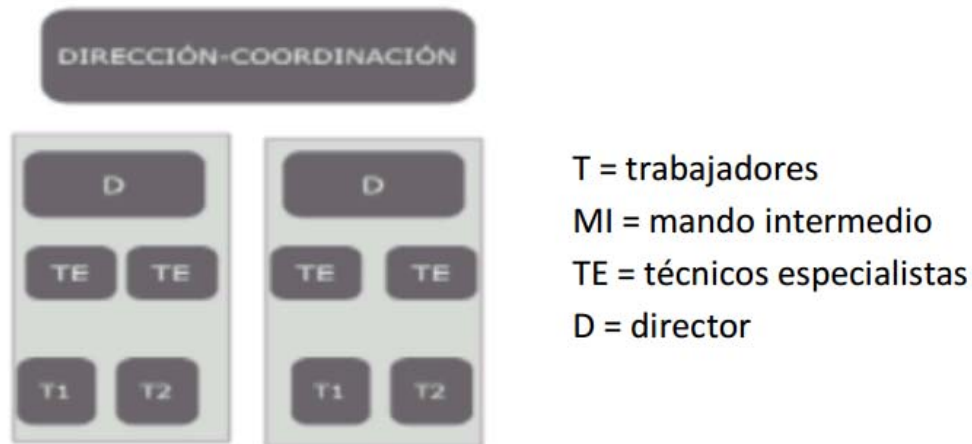 DIRECCIÓN-COORDINACIÓN
D
D
TE TE
TE TE
T1 T2
T1 T2
T = trabajadores
MI = mando intermedio
TE = técnicos especialistas
D = director